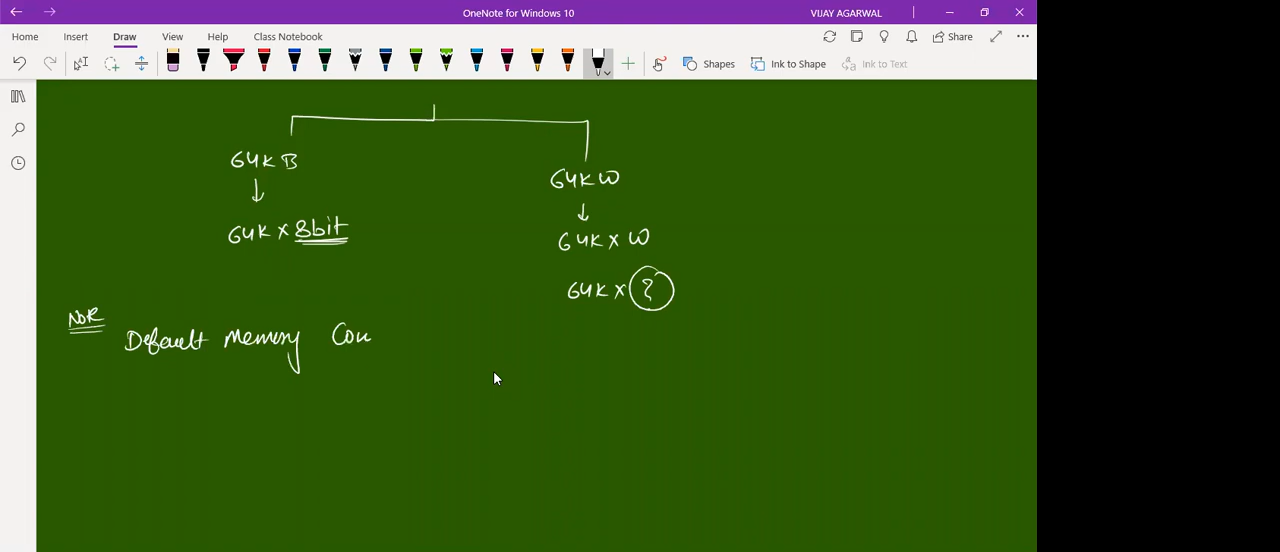 OneNote for Windows 10
VIJAY AGARWAL
Home Insert Draw View Help Class Notebook
Share
Shapes Ink to Shape Ink to Text
64K B
64K W
64K × 8bit
64K × W
64K × ?
Note
Default Memory Con